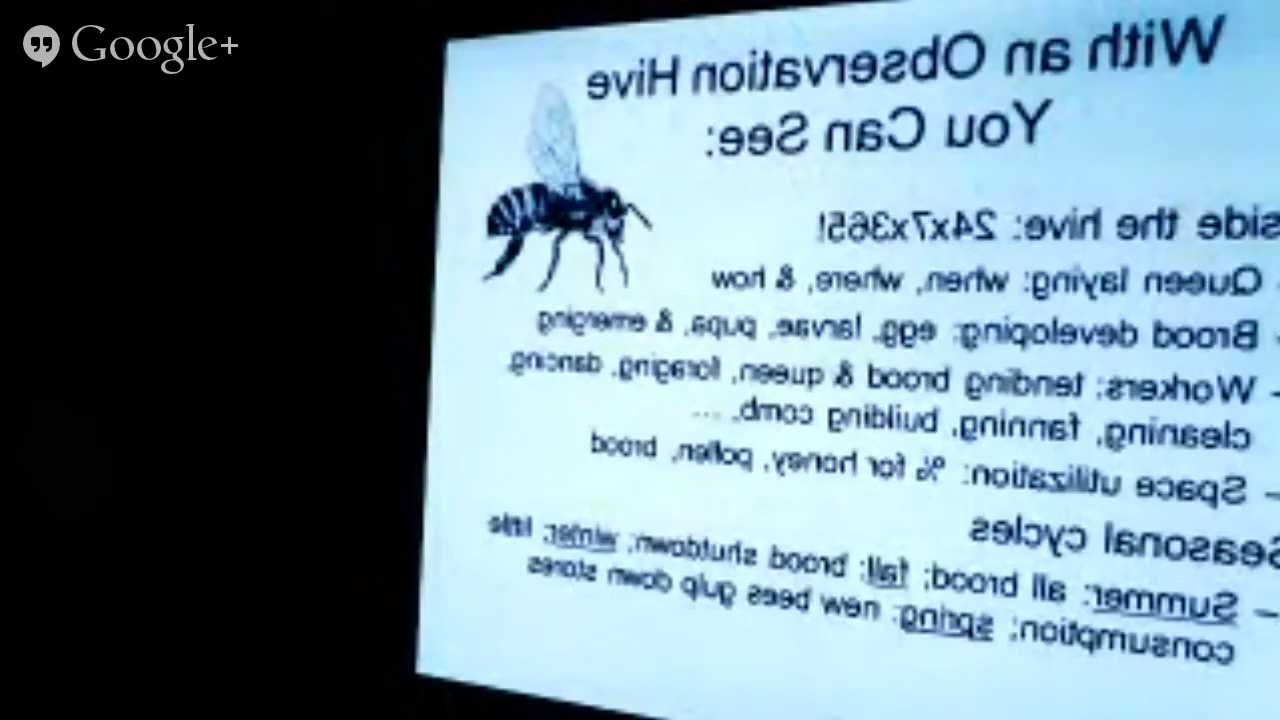 Google+
With an Observation Hive
You Can See:
side the hive: 24x7x365!
- Queen laying: when, where, & how
- Brood developing: egg, larvae, pupa, & emerging
- Workers: tending brood & queen, foraging, dancing,
cleaning, fanning, building comb, ...
- Space utilization: % for honey, pollen, brood
Seasonal cycles
- Summer: all brood; fall: brood shutdown; winter: little
consumption; spring: new bees gulp down stores